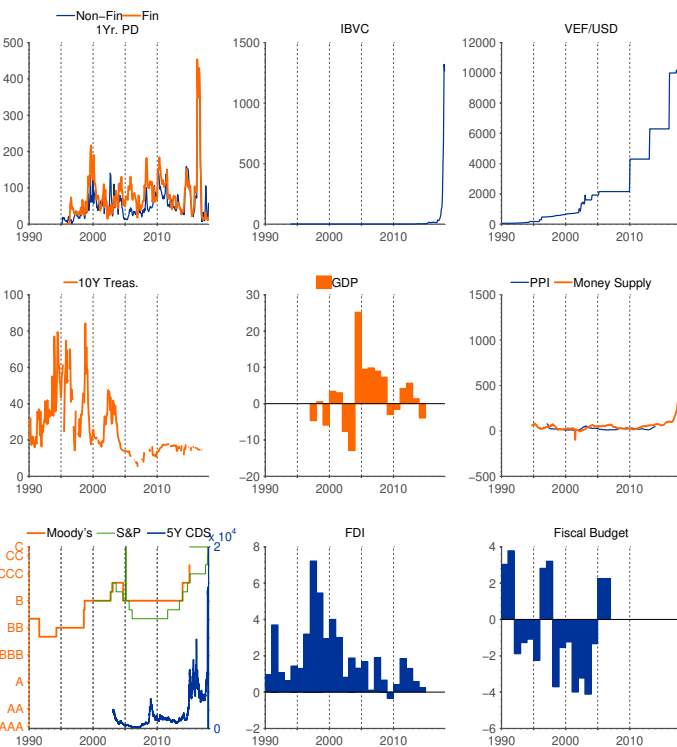 Non−Fin Fin
1Yr. PD IBVC VEF/USD
500 1500 12000
400 10000
300 1000 8000
200 500 6000
100 4000
0 0 2000
0
1990 2000 2010 1990 2000 2010 1990 2000 2010
10Y Treas. GDP PPI Money Supply
100 30 1500
80 20 1000
60 10
40 0 500
20 −10 0
0 −20 −500
1990 2000 2010 1990 2000 2010 1990 2000 2010
Moody's S&P 5Y CDS FDI Fiscal Budget
x 10^4
C 2 8 4
CC
CCC 6 2
B 4 0
BB
BBB 2 −2
A 0 −4
AA
AAA 0 −2 −6
1990 2000 2010 1990 2000 2010 1990 2000 2010